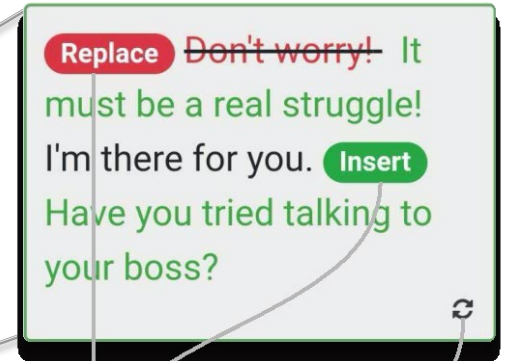 Replace Don't worry! It
must be a real struggle!
I'm there for you. Insert
Have you tried talking to
your boss?